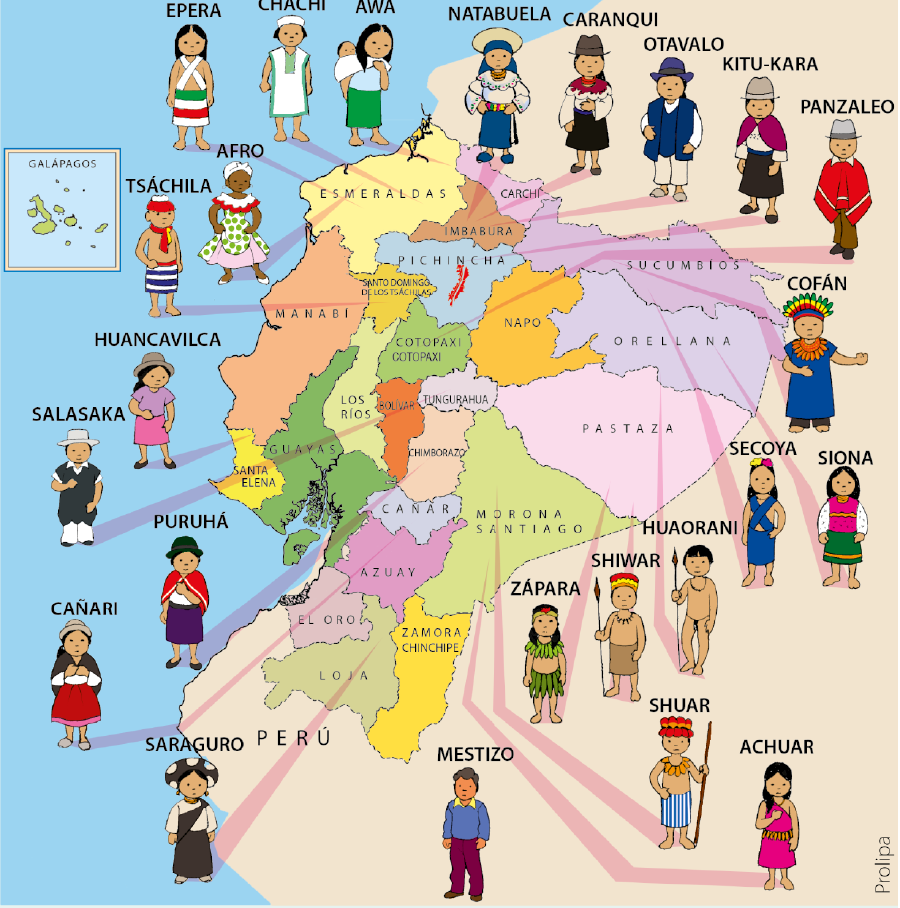 EPERA
CHACHI
AWA
NATABUELA
CARANQUI
OTAVALO
KITU-KARA
PANZALEO
GALÁPAGOS
AFRO
TSÁCHILA
ESMERALDAS
CARCHI
IMBABURA
PICHINCHA
SUCUMBÍOS
COFÁN
SANTO DOMINGO
DE LOS TSÁCHILAS
MANABÍ
NAPO
HUANCAVILCA
COTOPAXI
COTOPAXI
ORELLANA
SALASAKA
LOS
RÍOS
BOLÍVAR
TUNGURAHUA
PASTAZA
GUAYAS
CHIMBORAZO
SECOYA
SIONA
SANTA
ELENA
PURUHÁ
CAÑAR
MORONA
SANTIAGO
HUAORANI
SHIWIAR
AZUAY
ZÁPARA
CAÑARI
EL ORO
ZAMORA
CHINCHIPE
LOJA
SHUAR
SARAGURO
PERÚ
MESTIZO
ACHUAR
Prolipa